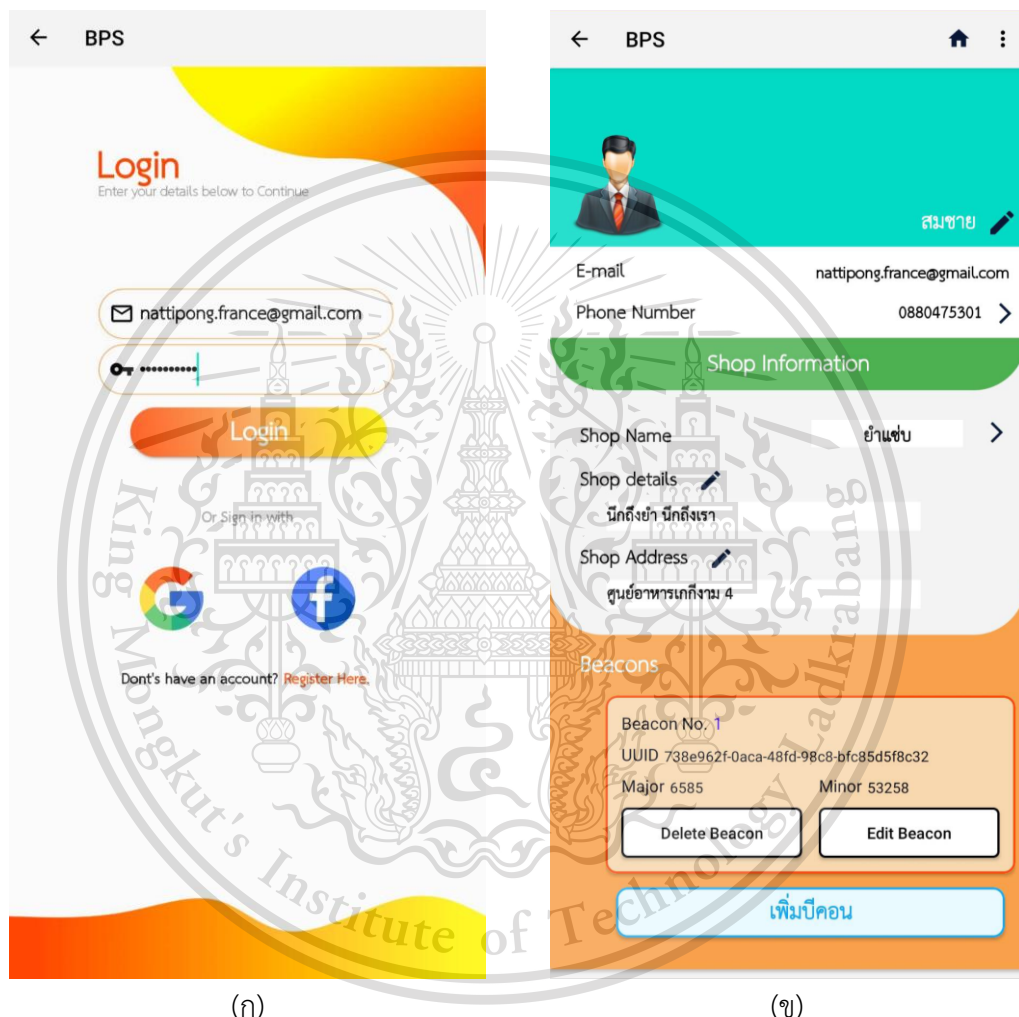 BPS
Login
Enter your details below to Continue
nattipong.france@gmail.com
••••••••••
Login
Or Sign in with
Dont's have an account? Register Here.
(ก)
BPS
สมชาย
E-mail nattipong.france@gmail.com
Phone Number 0880475301
Shop Information
Shop Name ยำแซ่บ
Shop details
นึกถึงยำ นึกถึงเรา
Shop Address
ศูนย์อาหารเกกีงาม 4
Beacons
Beacon No. 1
UUID 738e962f-0aca-48fd-98c8-bfc85d5f8c32
Major 6585 Minor 53258
Delete Beacon Edit Beacon
เพิ่มบีคอน
(ข)
King Mongkut's Institute of Technology Ladkrabang